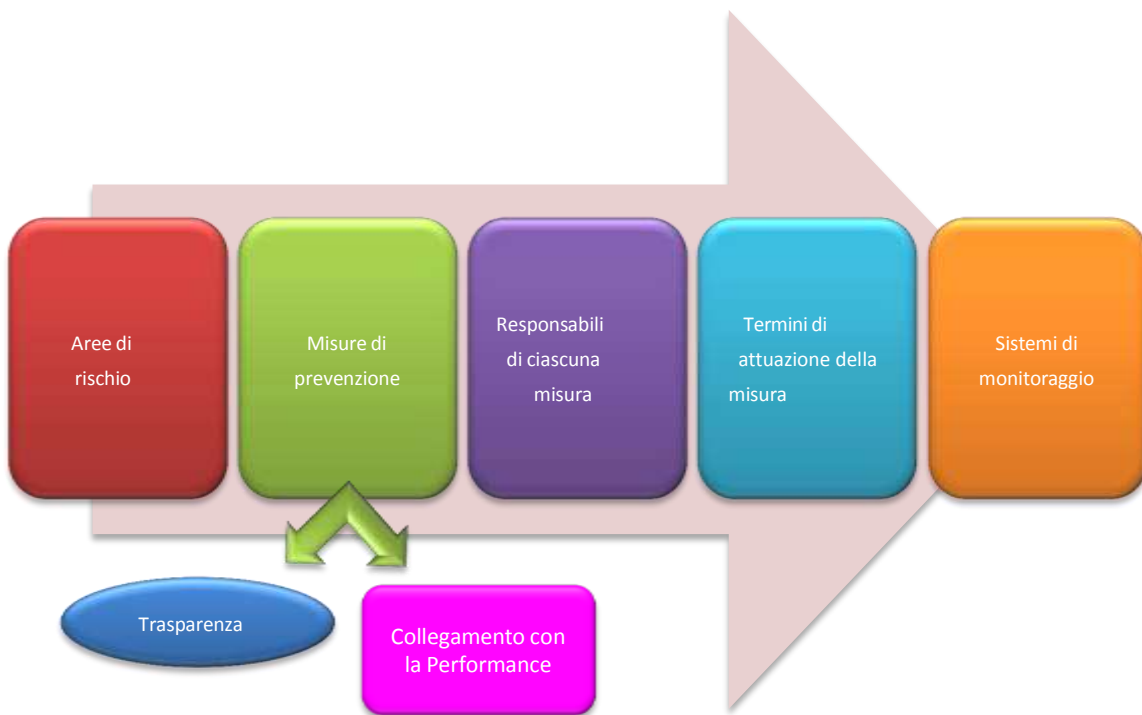 Aree di
rischio
Misure di
prevenzione
Responsabili
di ciascuna
misura
Termini di
attuazione della
misura
Sistemi di
monitoraggio
Trasparenza
Collegamento con
la Performance